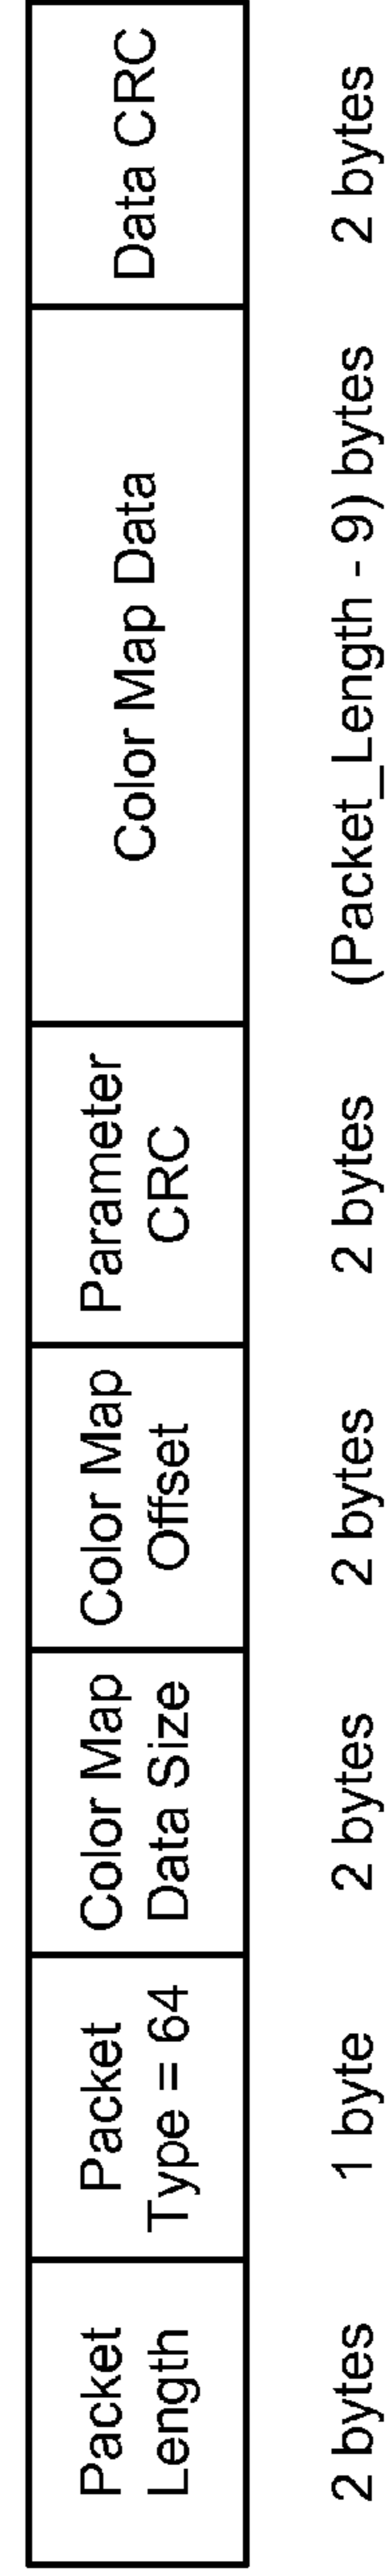 Packet
Length
Packet
Type = 64
Color Map
Data Size
Color Map
Offset
Parameter
CRC
Color Map Data
Data CRC
2 bytes
1 byte
2 bytes
2 bytes
2 bytes
(Packet_Length - 9) bytes
2 bytes